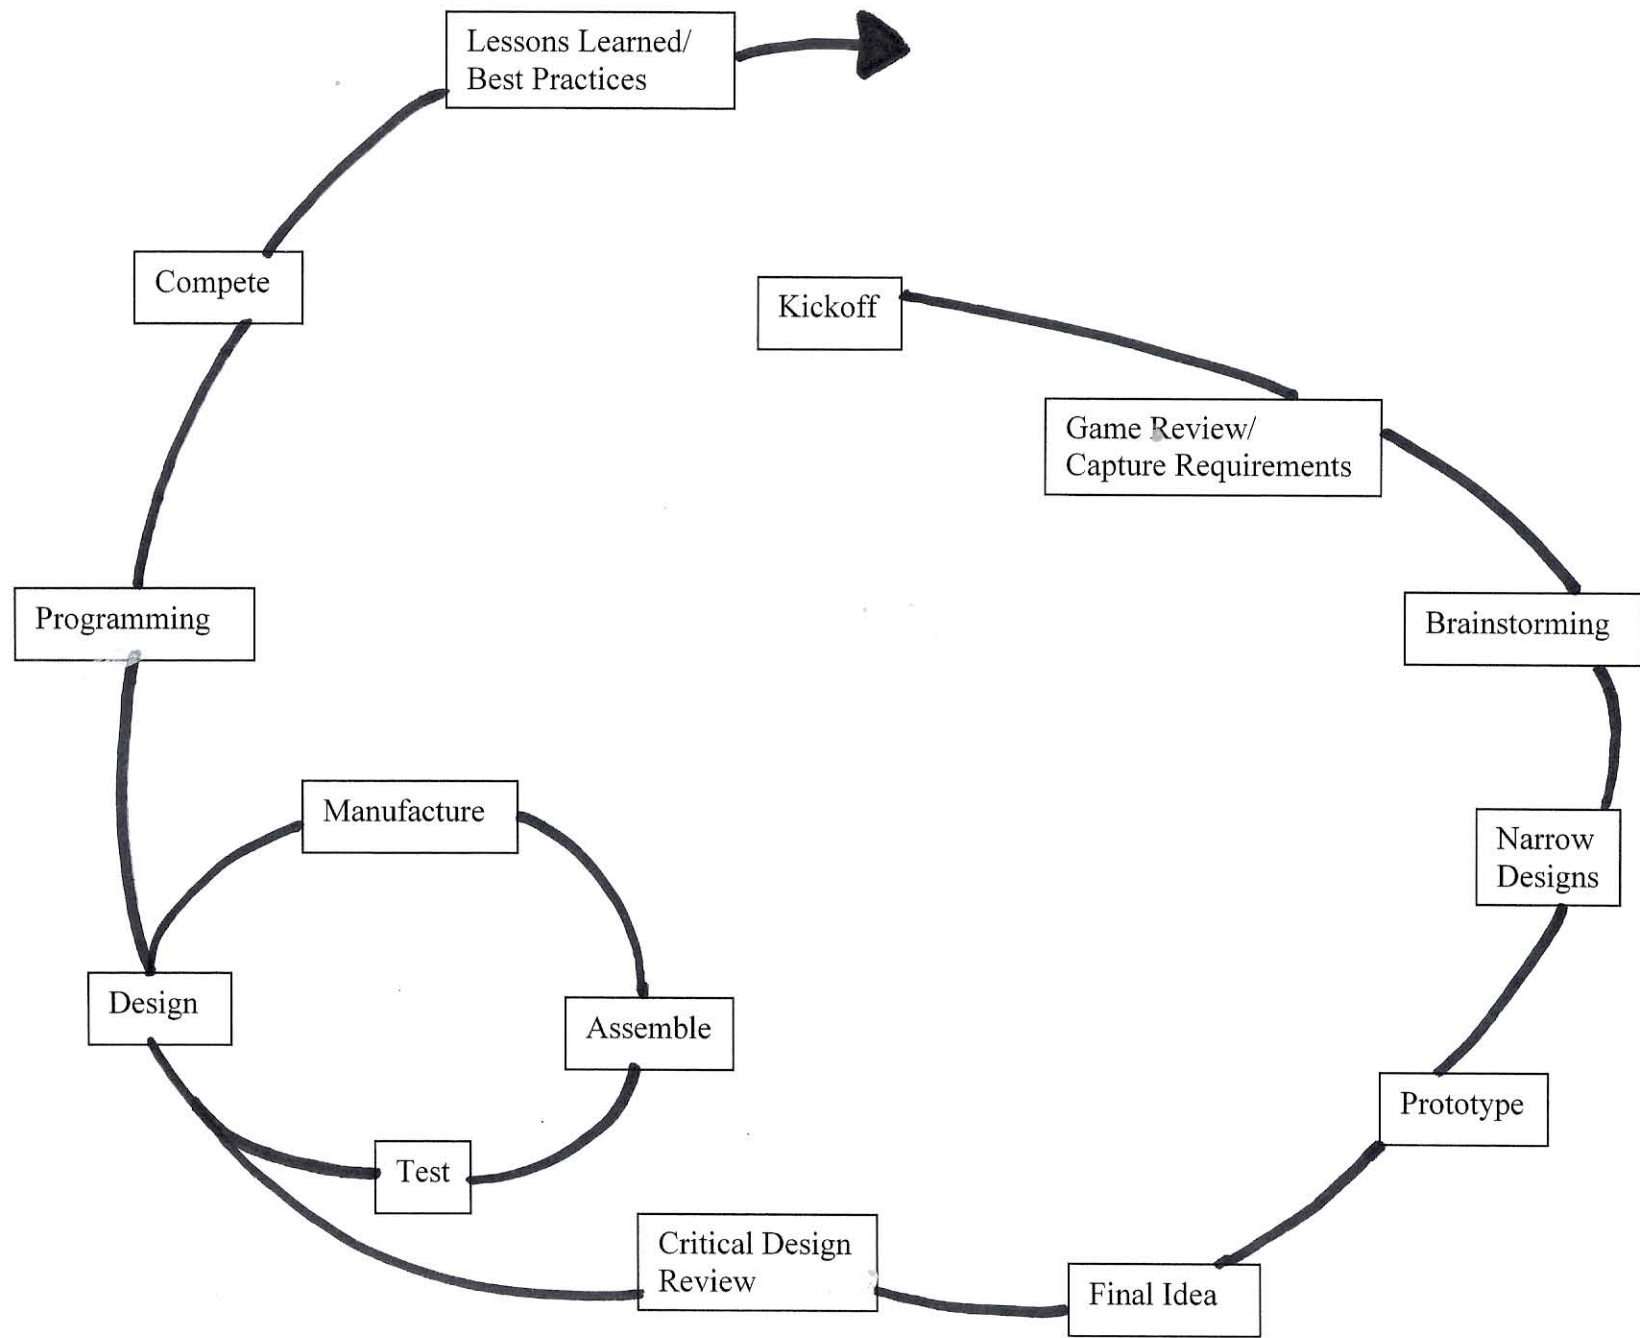 Lessons Learned/
Best Practices
Compete
Kickoff
Game Review/
Capture Requirements
Programming
Brainstorming
Manufacture
Narrow
Designs
Design
Assemble
Prototype
Test
Critical Design
Review
Final Idea